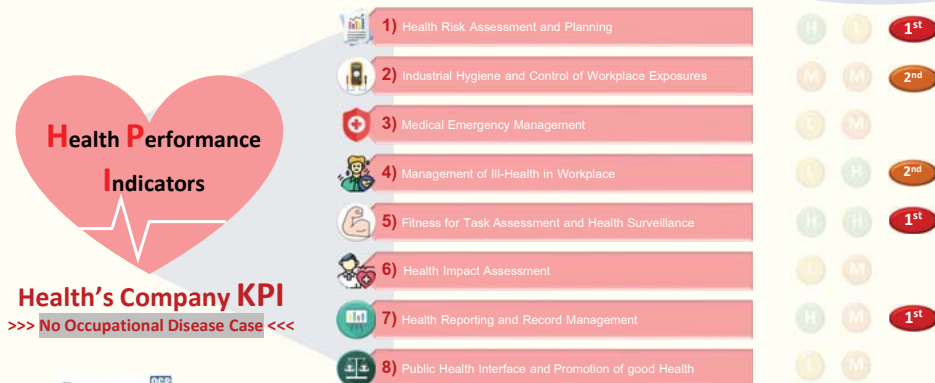 Health Performance
Indicators
Health's Company KPI
>>> No Occupational Disease Case <<<
1) Health Risk Assessment and Planning H L 1st
2) Industrial Hygiene and Control of Workplace Exposures M M 2nd
3) Medical Emergency Management L M
4) Management of Ill-Health in Workplace L H 2nd
5) Fitness for Task Assessment and Health Surveillance H H 1st
6) Health Impact Assessment L M
7) Health Reporting and Record Management H M 1st
8) Public Health Interface and Promotion of good Health L M